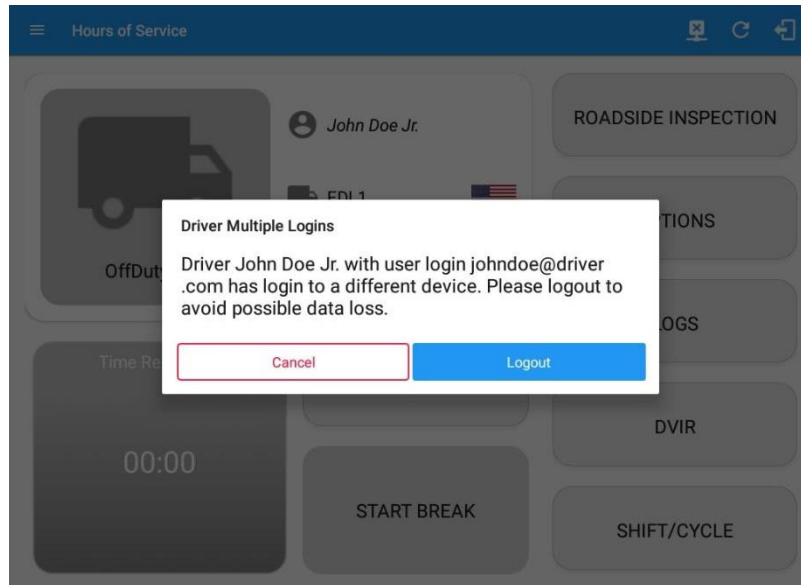 Hours of Service
John Doe Jr.
ROADSIDE INSPECTION
EDL1
Driver Multiple Logins
Driver John Doe Jr. with user login johndoe@driver
.com has login to a different device. Please logout to
avoid possible data loss.
Cancel
Logout
OffDut
TIONS
OGS
Time Re
00:00
DVIR
START BREAK
SHIFT/CYCLE